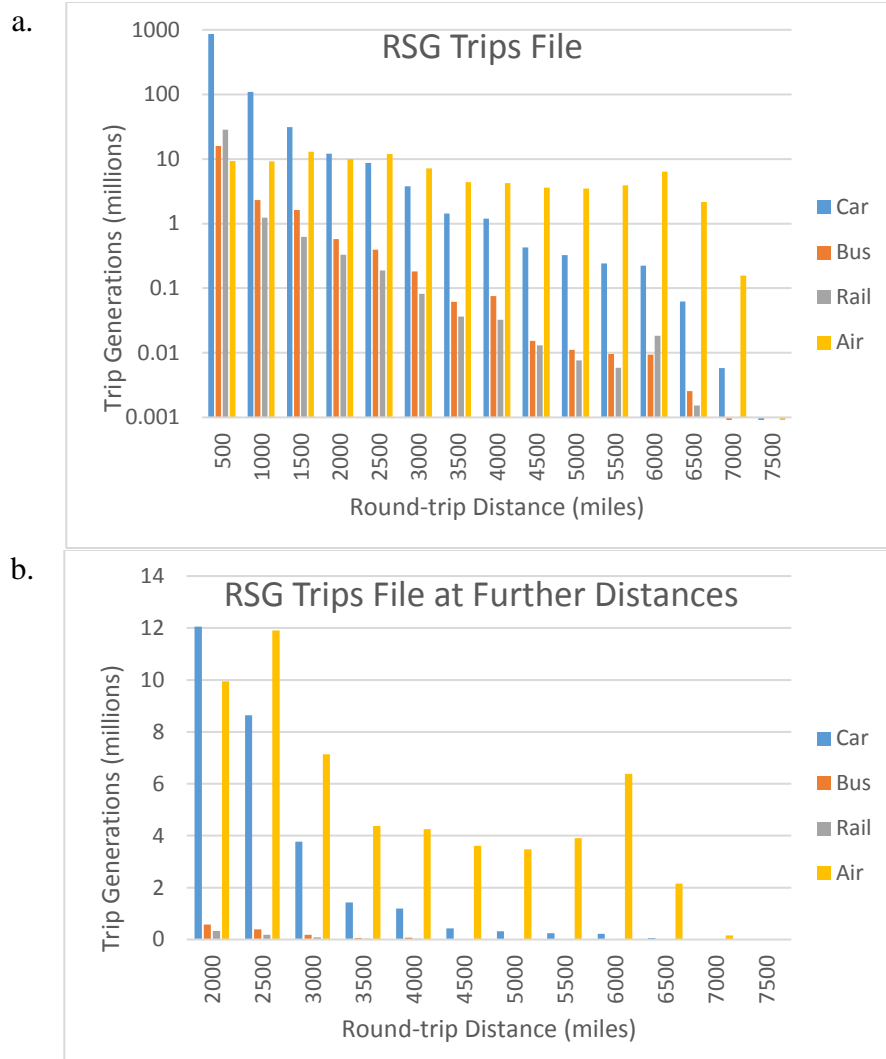 a.
RSG Trips File
Trip Generations (millions)
1000
100
10
1
0.1
0.01
0.001
500
1000
1500
2000
2500
3000
3500
4000
4500
5000
5500
6000
6500
7000
7500
Round-trip Distance (miles)
Car
Bus
Rail
Air
b.
RSG Trips File at Further Distances
Trip Generations (millions)
14
12
10
8
6
4
2
0
2000
2500
3000
3500
4000
4500
5000
5500
6000
6500
7000
7500
Round-trip Distance (miles)
Car
Bus
Rail
Air